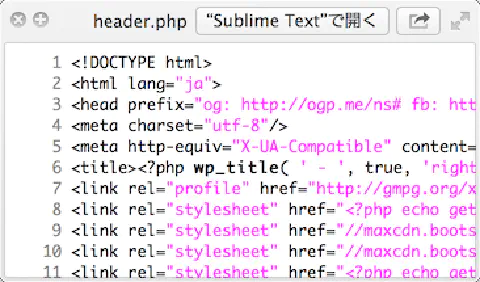 header.php "Sublime Text"で開く
1 <!DOCTYPE html>
2 <html lang="ja">
3 <head prefix="og: http://ogp.me/ns# fb: htt
4 <meta charset="utf-8"/>
5 <meta http-equiv="X-UA-Compatible" content=
6 <title><?php wp_title( ' - ', true, 'right
7 <link rel="profile" href="http://gmpg.org/x
8 <link rel="stylesheet" href="<?php echo get
9 <link rel="stylesheet" href="//maxcdn.boots
10 <link rel="stylesheet" href="//maxcdn.boots
11 <link rel="stylesheet" href="<?php echo get